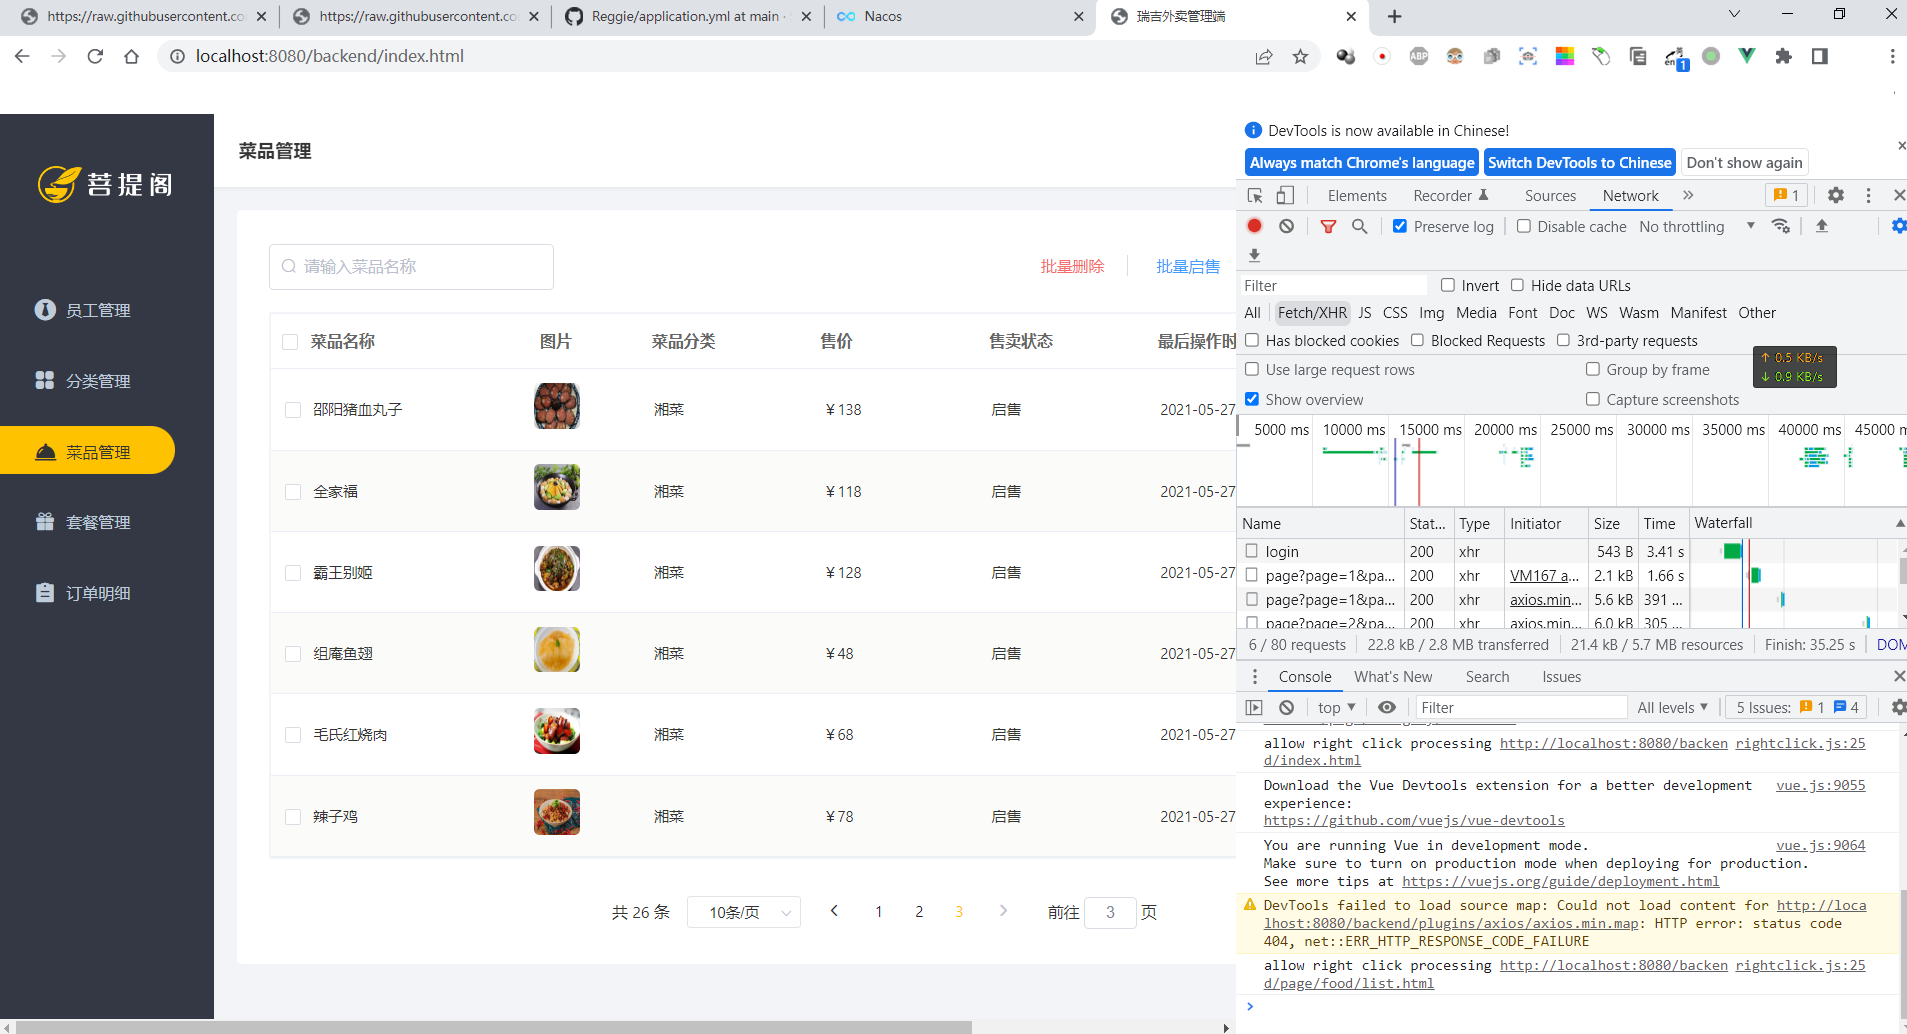 https://raw.githubusercontent.co
https://raw.githubusercontent.co
Reggie/application.yml at main ·
Nacos
瑞吉外卖管理端
localhost:8080/backend/index.html
菩提阁
员工管理
分类管理
菜品管理
套餐管理
订单明细
菜品管理
请输入菜品名称
批量删除
批量启售
菜品名称 图片 菜品分类 售价 售卖状态 最后操作时
邵阳猪血丸子 湘菜 ￥138 启售 2021-05-27
全家福 湘菜 ￥118 启售 2021-05-27
霸王别姬 湘菜 ￥128 启售 2021-05-27
组庵鱼翅 湘菜 ￥48 启售 2021-05-27
毛氏红烧肉 湘菜 ￥68 启售 2021-05-27
辣子鸡 湘菜 ￥78 启售 2021-05-27
共 26 条 10条/页 1 2 3 前往 3 页
ABP
en
1
DevTools is now available in Chinese!
Always match Chrome's language Switch DevTools to Chinese Don't show again
Elements Recorder Sources Network » 1
Preserve log Disable cache No throttling
Filter Invert Hide data URLs
All Fetch/XHR JS CSS Img Media Font Doc WS Wasm Manifest Other
Has blocked cookies Blocked Requests 3rd-party requests
↑ 0.5 KB/s
↓ 0.9 KB/s
Use large request rows Group by frame
Show overview Capture screenshots
5000 ms 10000 ms 15000 ms 20000 ms 25000 ms 30000 ms 35000 ms 40000 ms 45000 m
Name Stat... Type Initiator Size Time Waterfall
login 200 xhr 543 B 3.41 s
page?page=1&pa... 200 xhr VM167 a... 2.1 kB 1.66 s
page?page=1&pa... 200 xhr axios.min... 5.6 kB 391 ...
page?page=2&pa... 200 xhr axios.min... 6.0 kB 305 ...
6 / 80 requests 22.8 kB / 2.8 MB transferred 21.4 kB / 5.7 MB resources Finish: 35.25 s DOM
Console What's New Search Issues
top Filter All levels 5 Issues: 1 4
allow right click processing http://localhost:8080/backen rightclick.js:25
d/index.html
Download the Vue Devtools extension for a better development vue.js:9055
experience:
https://github.com/vuejs/vue-devtools
You are running Vue in development mode. vue.js:9064
Make sure to turn on production mode when deploying for production.
See more tips at https://vuejs.org/guide/deployment.html
DevTools failed to load source map: Could not load content for http://loca
lhost:8080/backend/plugins/axios/axios.min.map: HTTP error: status code
404, net::ERR_HTTP_RESPONSE_CODE_FAILURE
allow right click processing http://localhost:8080/backen rightclick.js:25
d/page/food/list.html